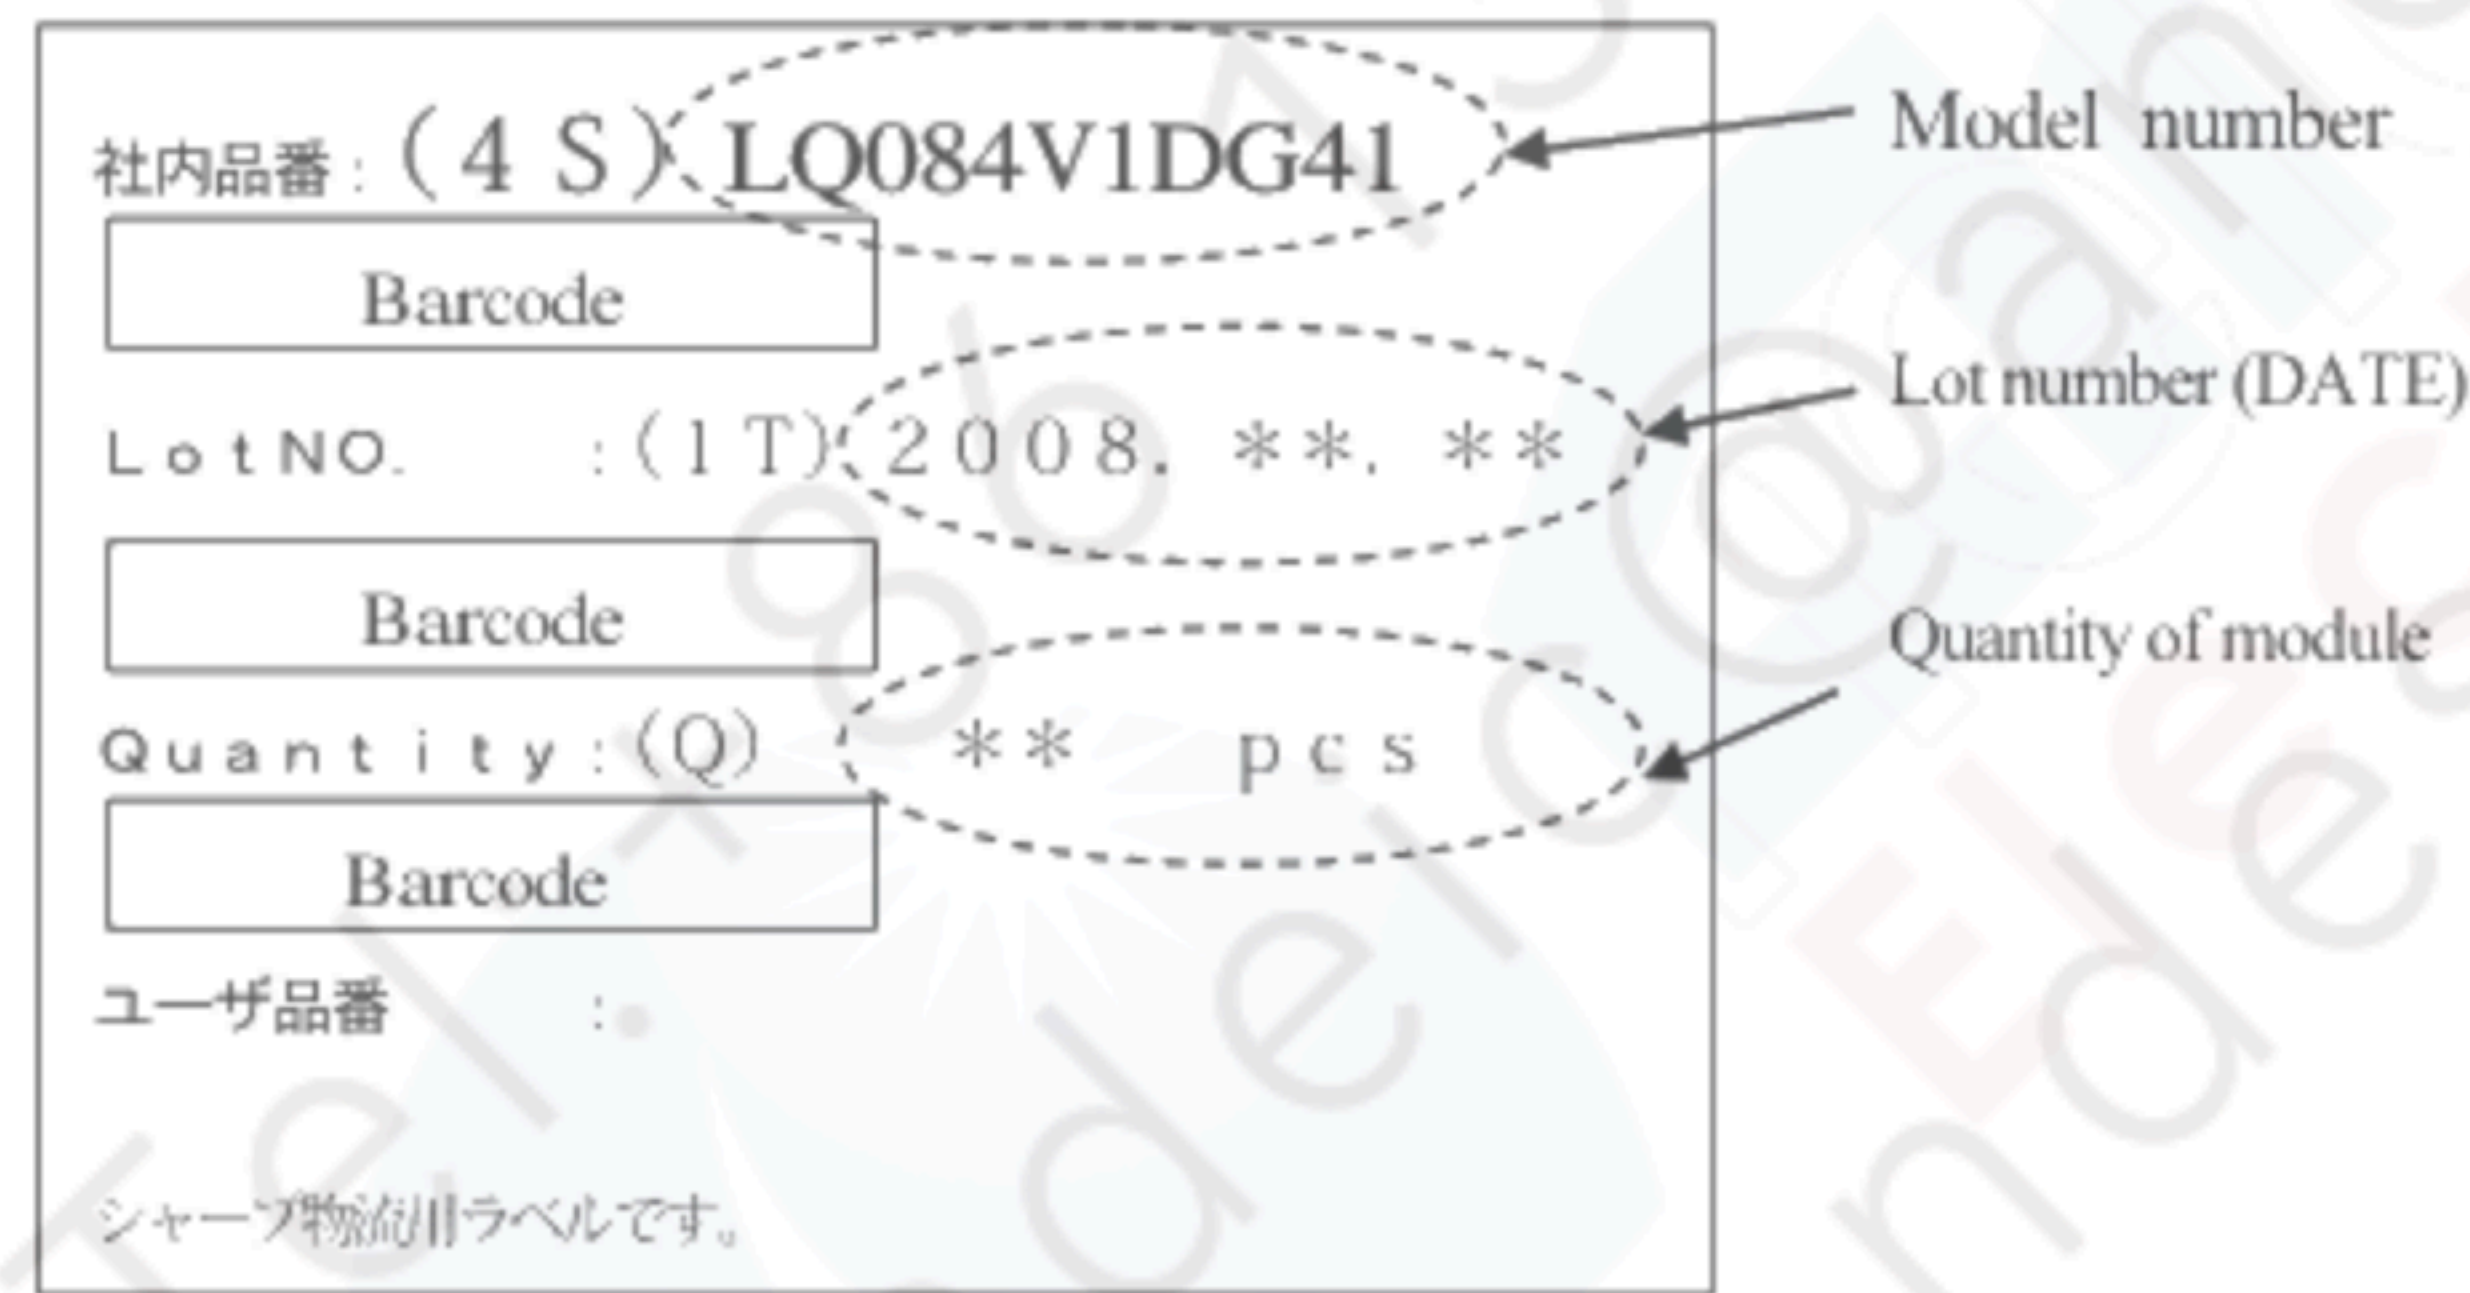 社内品番：（４Ｓ）LQ084V1DG41
Model number
Barcode
ＬｏｔNO. ：(１T) ２００８．＊＊．＊＊
Lot number (DATE)
Barcode
Quantity of module
Ｑｕａｎｔｉｔｙ：(Q) ＊＊ ｐｃｓ
Barcode
ユーザ品番 ：
シャープ物流用ラベルです。